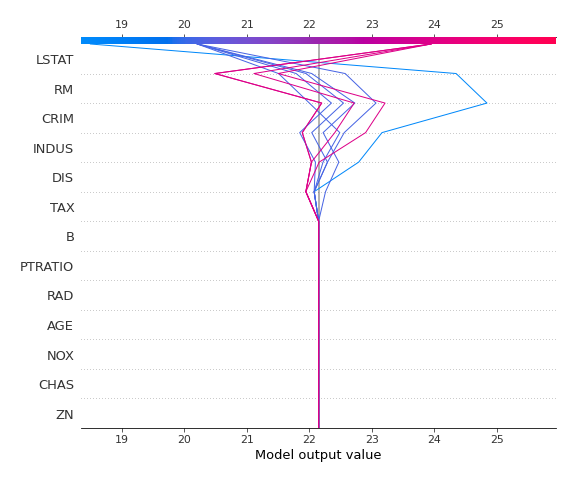 19 20 21 22 23 24 25
LSTAT
RM
CRIM
INDUS
DIS
TAX
B
PTRATIO
RAD
AGE
NOX
CHAS
ZN
19 20 21 22 23 24 25
Model output value